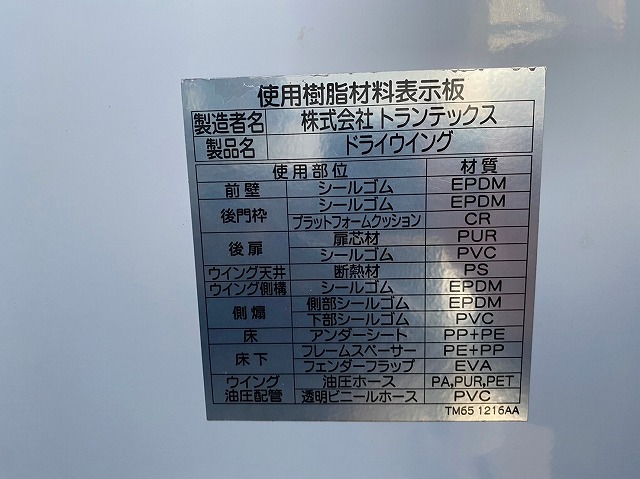 使用樹脂材料表示板
製造者名 株式会社トランテックス
製品名 ドライウイング
使用部位 材質
前壁 シールゴム EPDM
後門枠 シールゴム EPDM
プラットフォームクッション CR
後扉 扉芯材 PUR
シールゴム PVC
ウイング天井 断熱材 PS
ウイング側構 シールゴム EPDM
側煽 側部シールゴム EPDM
下部シールゴム PVC
床 アンダーシート PP+PE
床下 フレームスペーサー PE+PP
フェンダーフラップ EVA
ウイング 油圧ホース PA,PUR,PET
油圧配管 透明ビニールホース PVC
TM65 1216AA